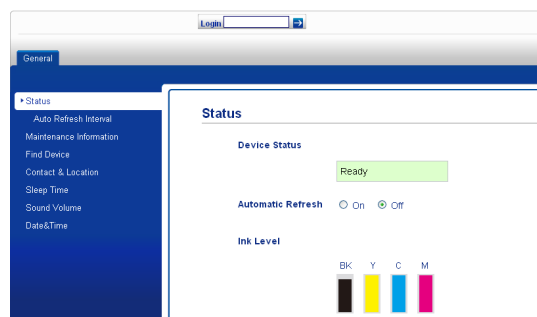 Login
General
Status
Auto Refresh Interval
Maintenance Information
Find Device
Contact & Location
Sleep Time
Sound Volume
Date&Time
Status
Device Status
Ready
Automatic Refresh On Off
Ink Level
BK Y C M